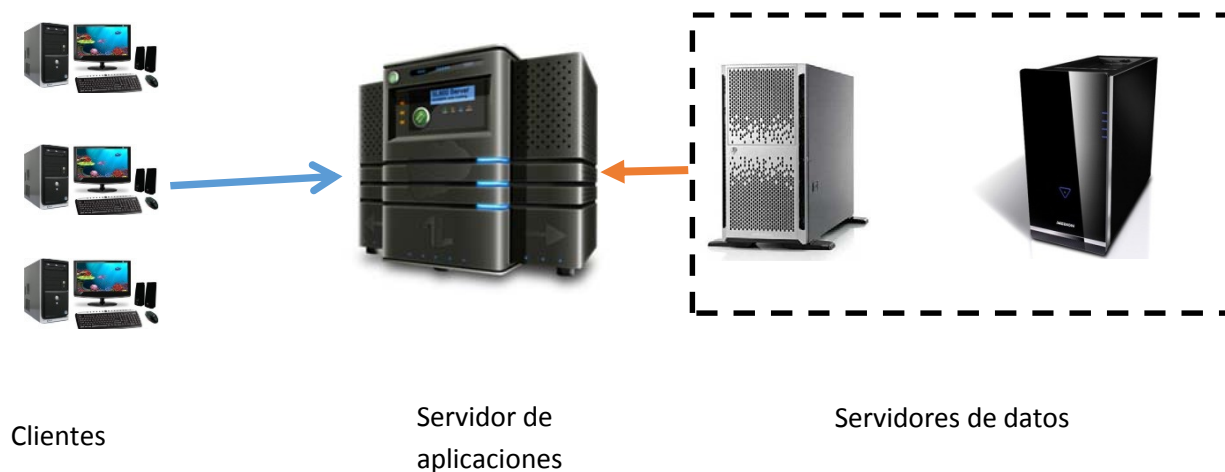 Clientes
Servidor de
aplicaciones
Servidores de datos